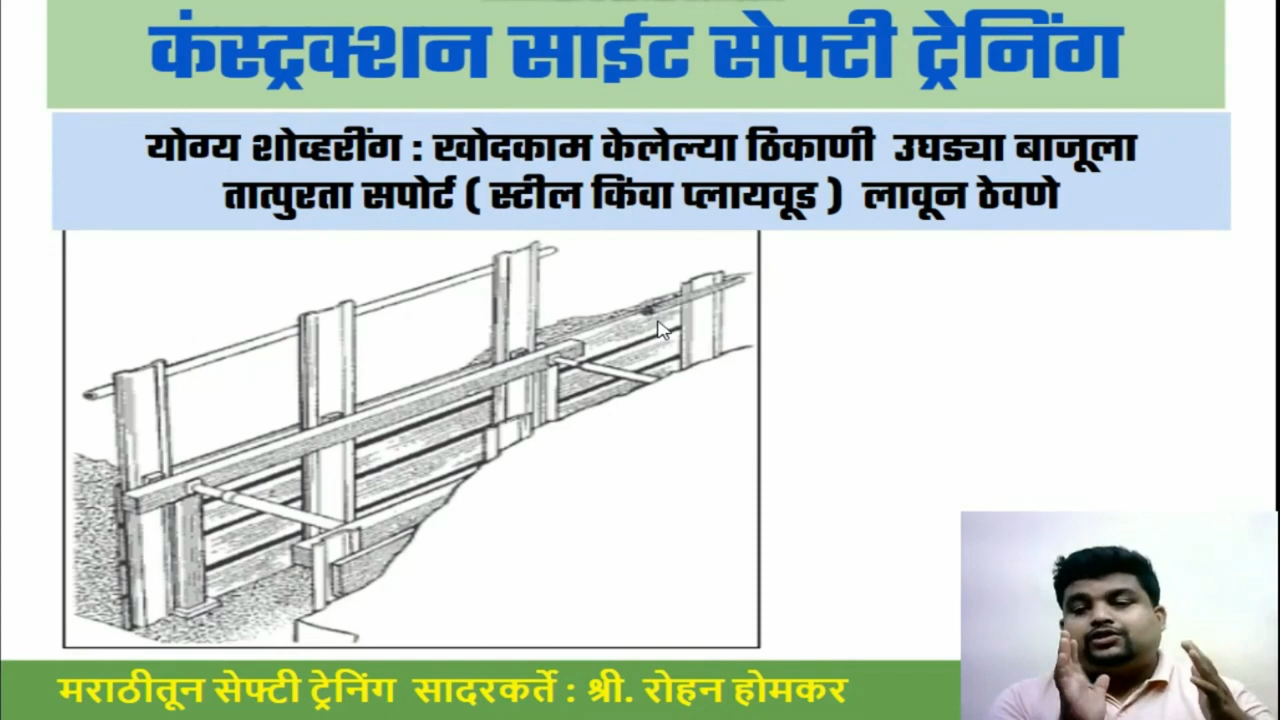 कंस्ट्रक्शन साईट सेफ्टी ट्रेनिंग
योग्य शोव्हरींग : खोदकाम केलेल्या ठिकाणी उघड्या बाजूला
तात्पुरता सपोर्ट ( स्टील किंवा प्लायवूड ) लावून ठेवणे
मराठीतून सेफ्टी ट्रेनिंग सादरकर्ते : श्री. रोहन होमकर